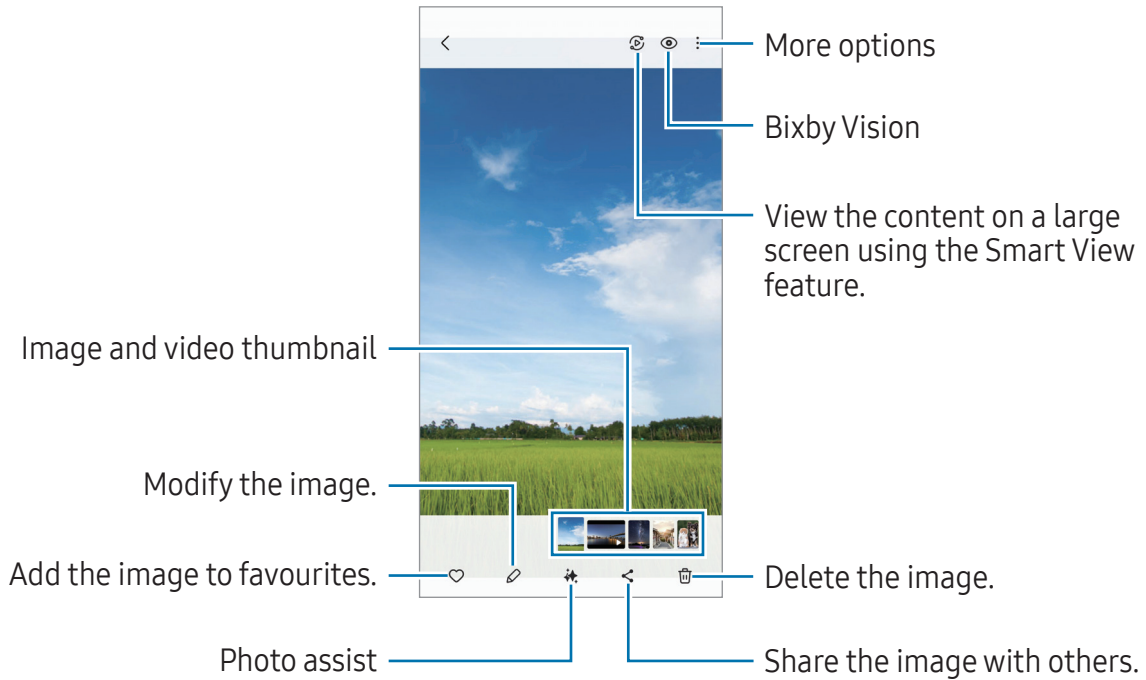 More options
Bixby Vision
View the content on a large
screen using the Smart View
feature.
Image and video thumbnail
Modify the image.
Add the image to favourites.
Delete the image.
Photo assist
Share the image with others.